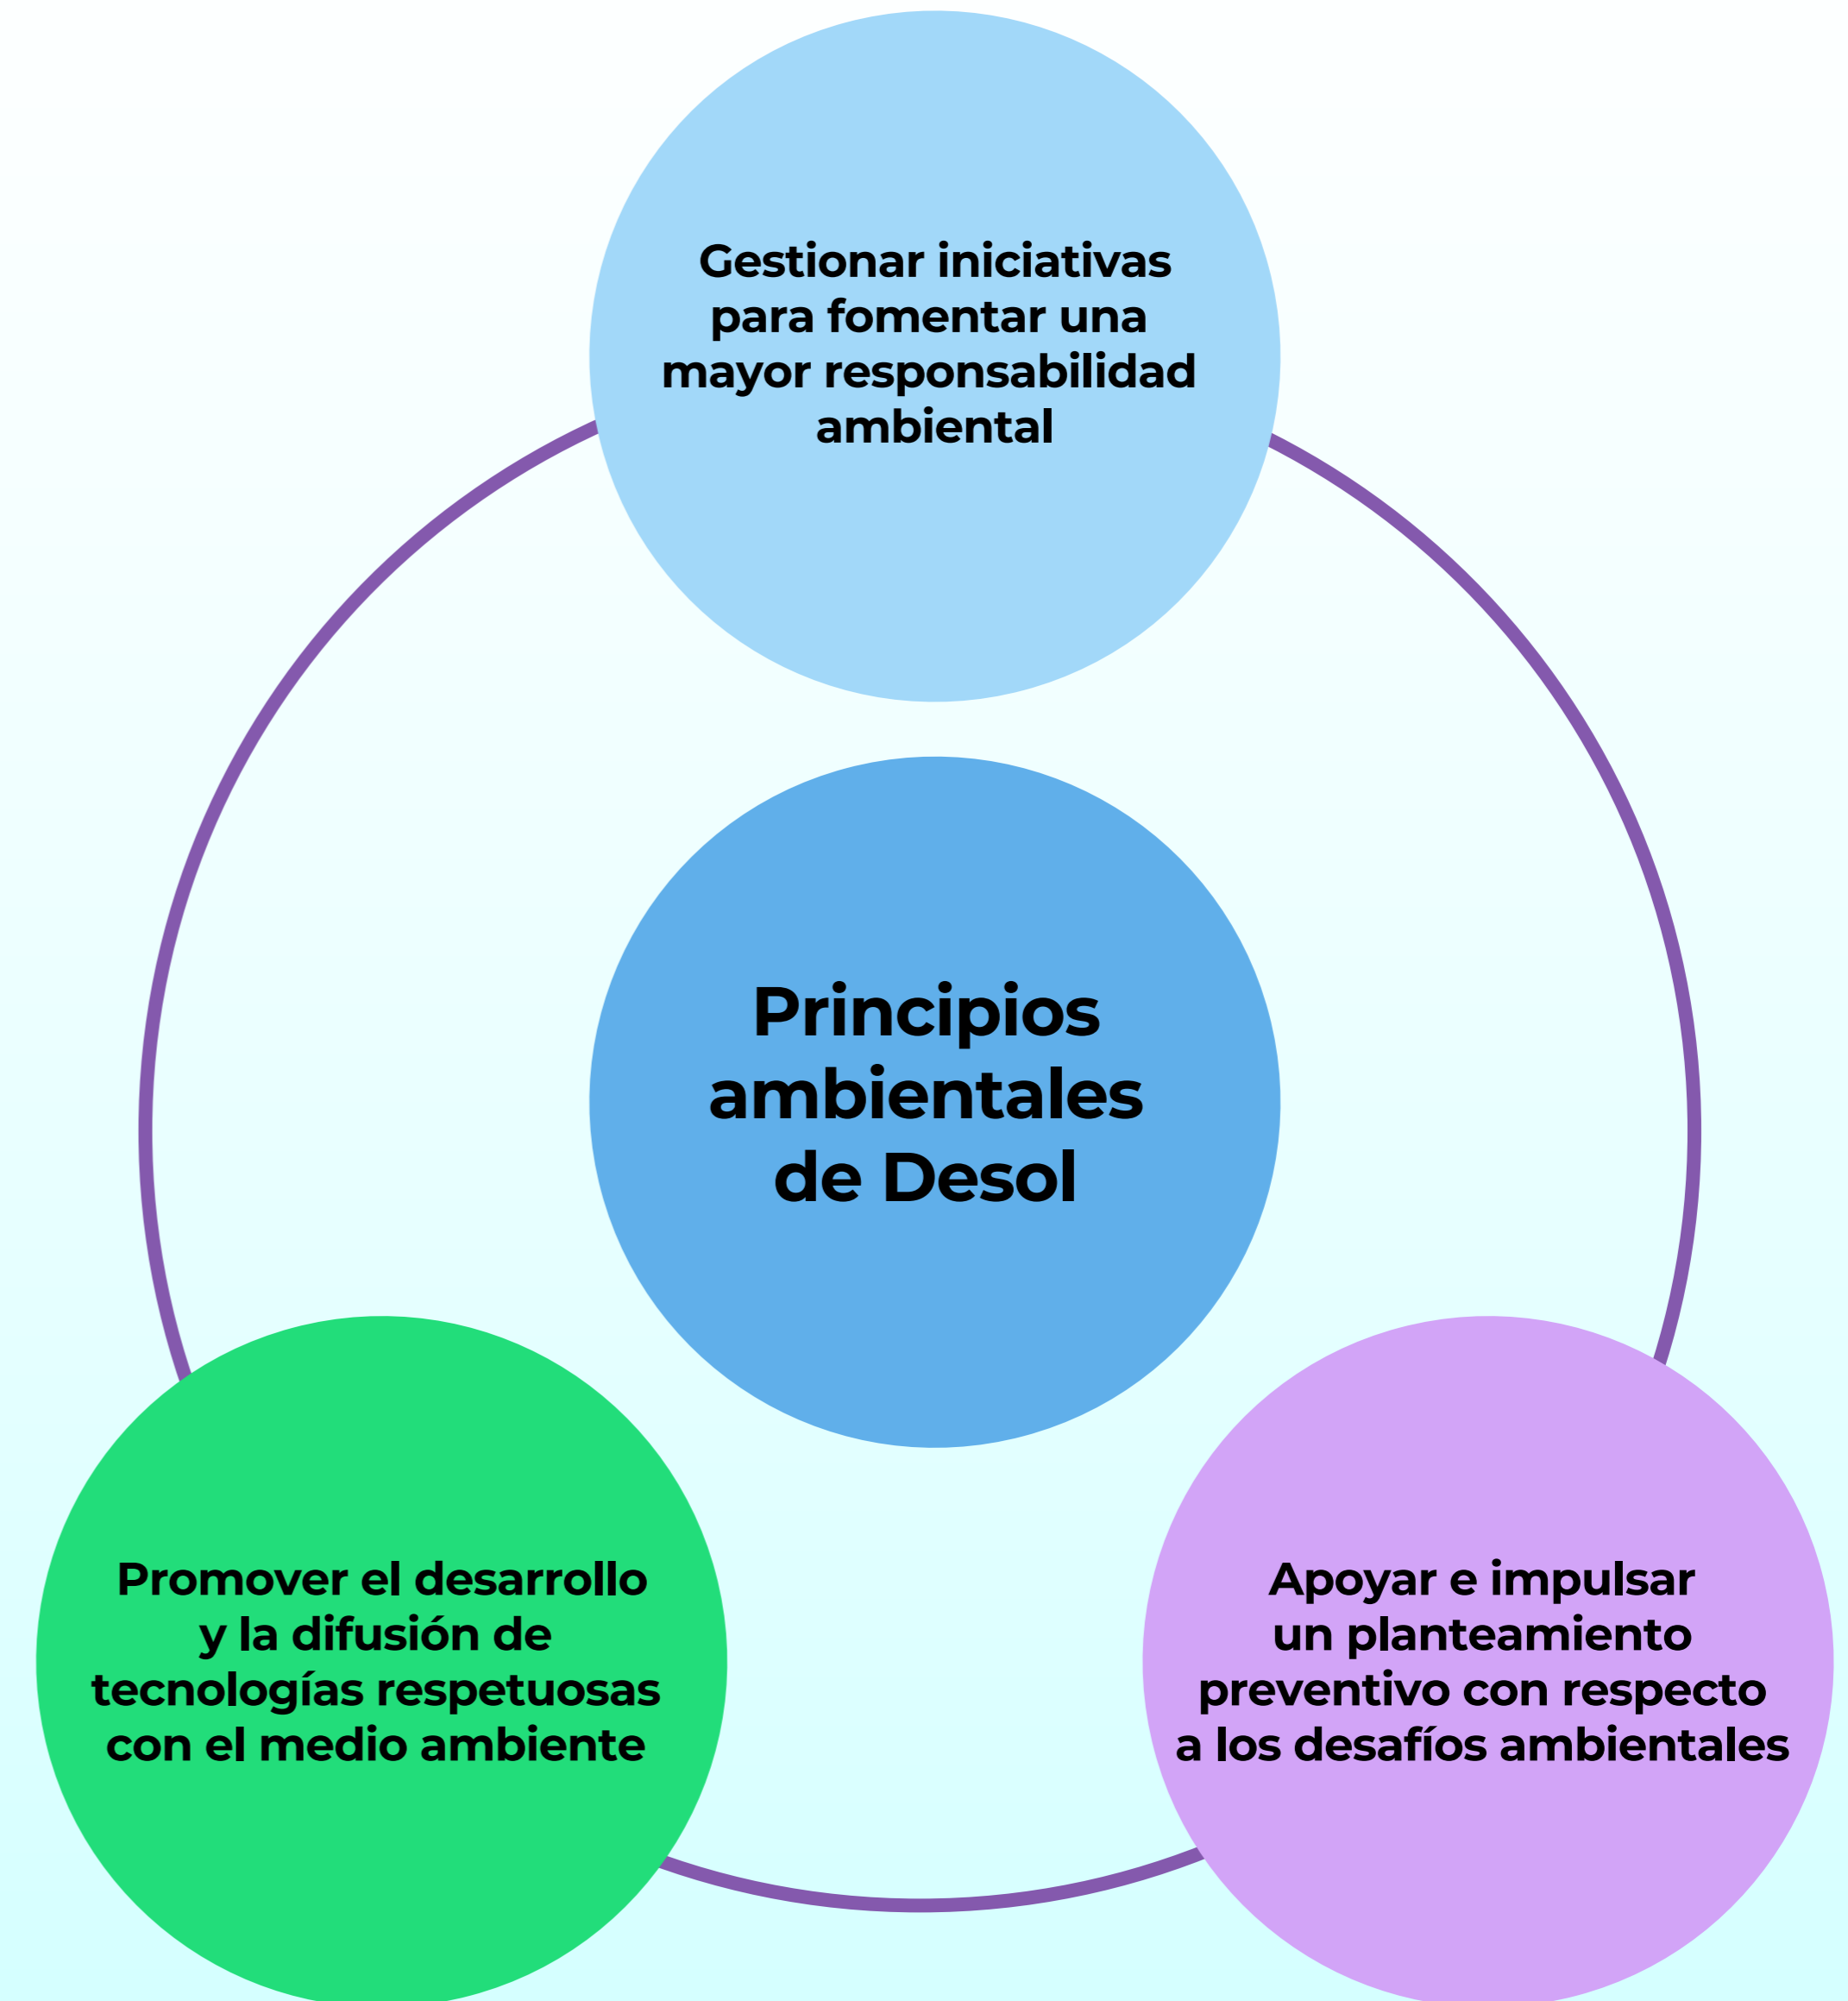 Gestionar iniciativas
para fomentar una
mayor responsabilidad
ambiental
Principios
ambientales
de Desol
Promover el desarrollo
y la difusión de
tecnologías respetuosas
con el medio ambiente
Apoyar e impulsar
un planteamiento
preventivo con respecto
a los desafíos ambientales